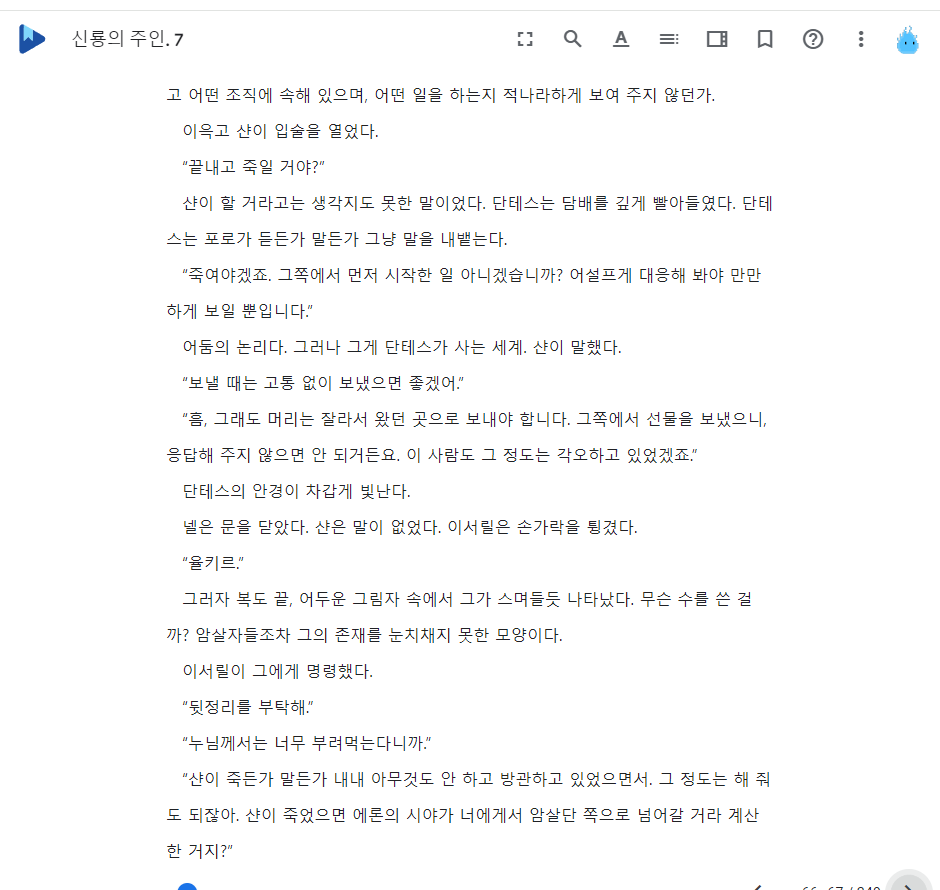 신룡의 주인. 7
고 어떤 조직에 속해 있으며, 어떤 일을 하는지 적나라하게 보여 주지 않던가.
이윽고 샨이 입술을 열었다.
“끝내고 죽일 거야?”
샨이 할 거라고는 생각지도 못한 말이었다. 단테스는 담배를 깊게 빨아들였다. 단테
스는 포로가 듣든가 말든가 그냥 말을 내뱉는다.
“죽여야겠죠. 그쪽에서 먼저 시작한 일 아니겠습니까? 어설프게 대응해 봐야 만만
하게 보일 뿐입니다.”
어둠의 논리다. 그러나 그게 단테스가 사는 세계. 샨이 말했다.
“보낼 때는 고통 없이 보냈으면 좋겠어.”
“흠, 그래도 머리는 잘라서 왔던 곳으로 보내야 합니다. 그쪽에서 선물을 보냈으니,
응답해 주지 않으면 안 되거든요. 이 사람도 그 정도는 각오하고 있었겠죠.”
단테스의 안경이 차갑게 빛난다.
넬은 문을 닫았다. 샨은 말이 없었다. 이서릴은 손가락을 튕겼다.
“율키르.”
그러자 복도 끝, 어두운 그림자 속에서 그가 스며들듯 나타났다. 무슨 수를 쓴 걸
까? 암살자들조차 그의 존재를 눈치채지 못한 모양이다.
이서릴이 그에게 명령했다.
“뒷정리를 부탁해.”
“누님께서는 너무 부려먹는다니까.”
“샨이 죽든가 말든가 내내 아무것도 안 하고 방관하고 있었으면서. 그 정도는 해 줘
도 되잖아. 샨이 죽었으면 에론의 시야가 너에게서 암살단 쪽으로 넘어갈 거라 계산
한 거지?”